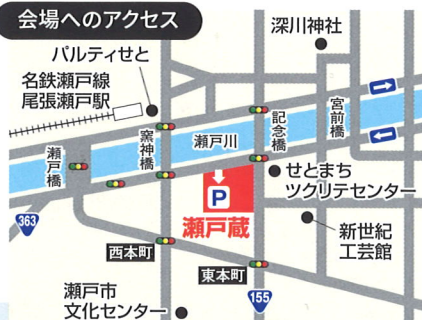 会場へのアクセス
深川神社
パルティせと
名鉄瀬戸線
尾張瀬戸駅
宮前橋
記念橋
窯神橋
瀬戸川
瀬戸橋
せとまち
ツクリテセンター
P
瀬戸蔵
363
新世紀
工芸館
西本町
東本町
瀬戸市
文化センター
155